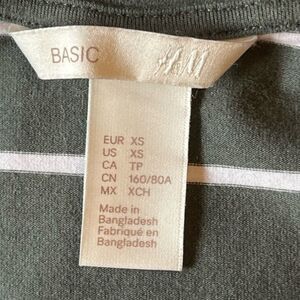 BASIC H&M
EUR XS
US XS
CA TP
CN 160/80A
MX XCH
Made in
Bangladesh
Fabriqué en
Bangladesh